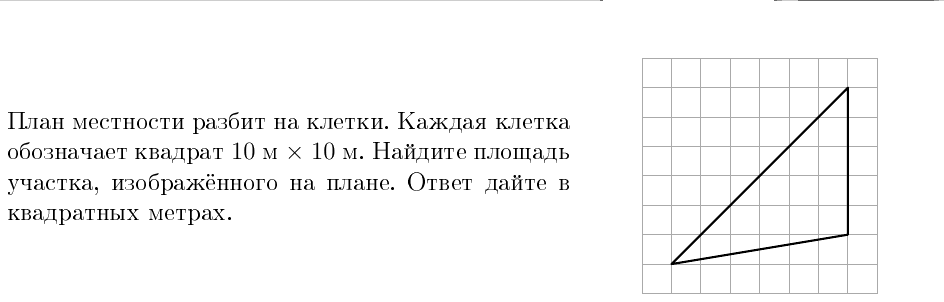 План местности разбит на клетки. Каждая клетка
обозначает квадрат 10 м × 10 м. Найдите площадь
участка, изображённого на плане. Ответ дайте в
квадратных метрах.